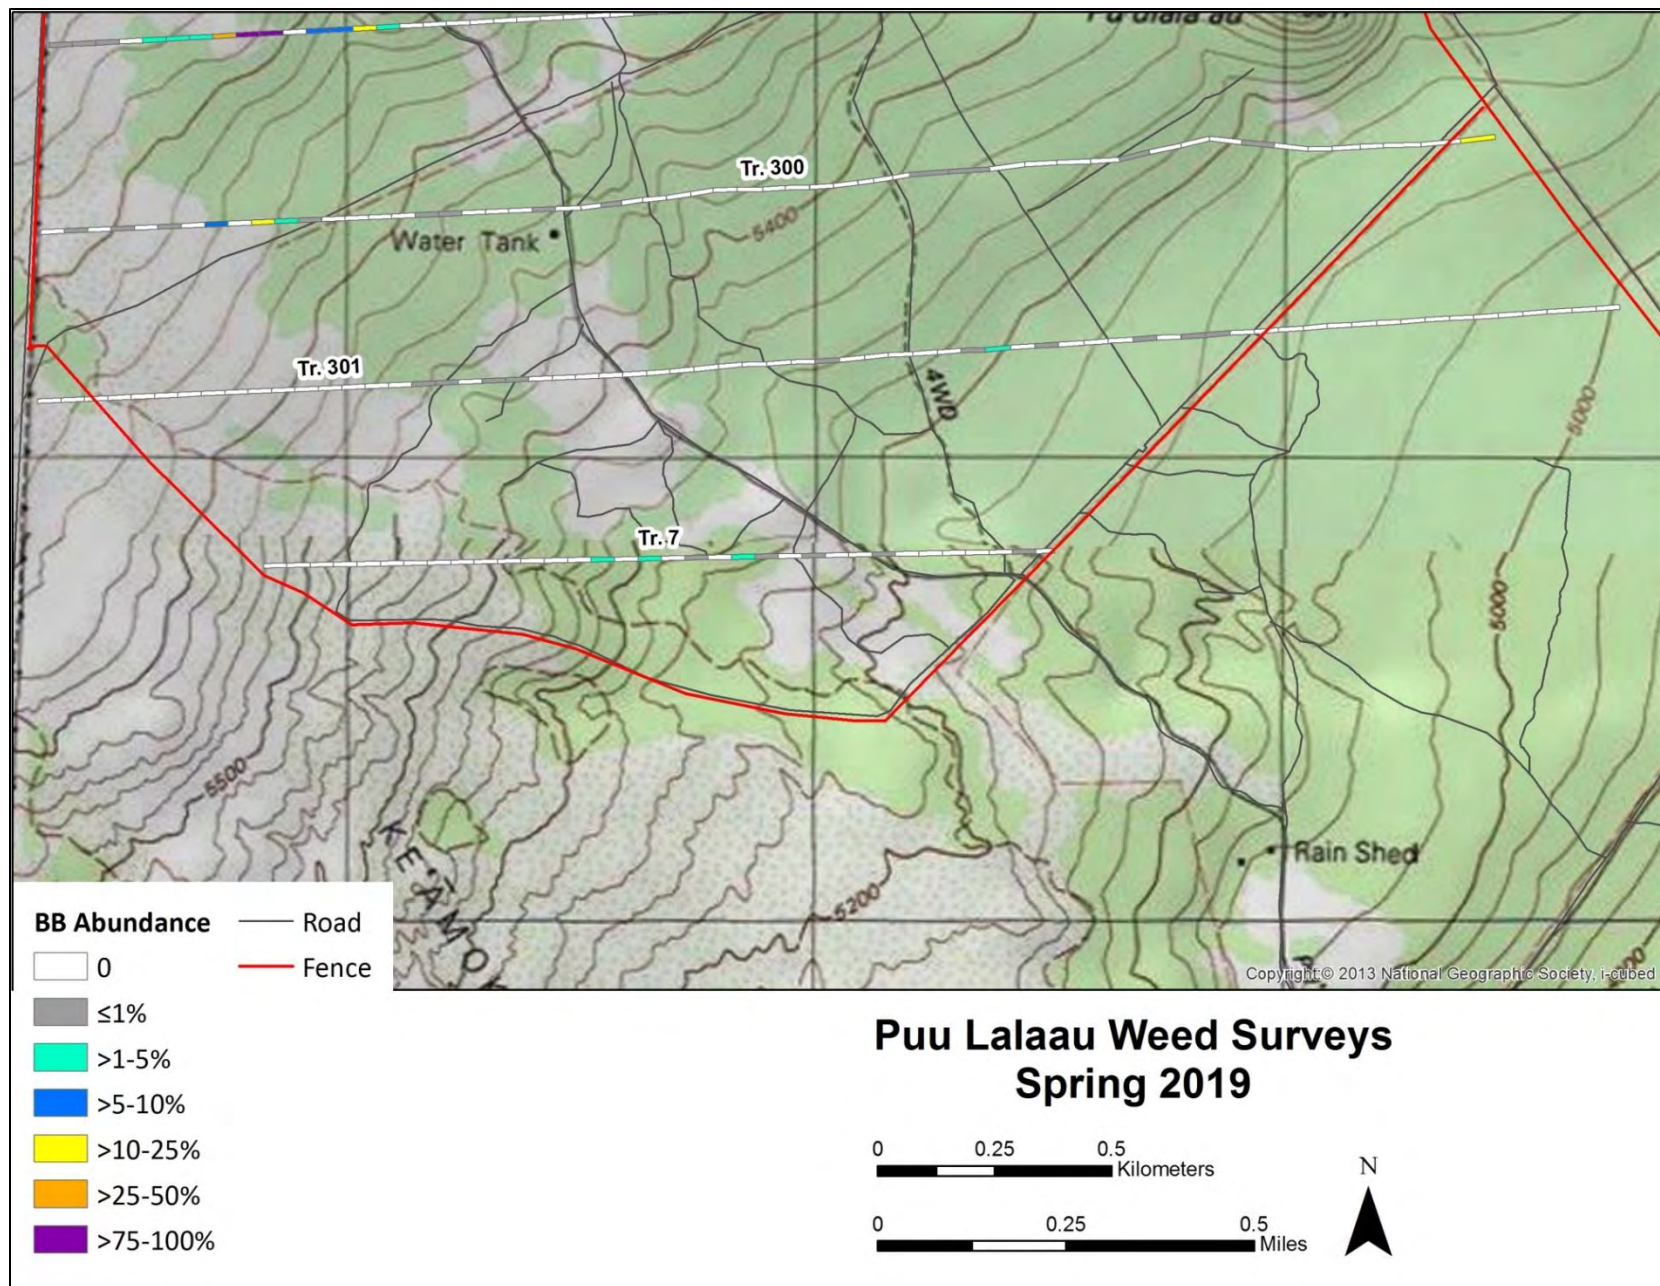 Tr. 300
5400
Water Tank
Tr. 301
4WD
5000
Tr. 7
5000
5500
Rain Shed
5200
Copyright:© 2013 National Geographic Society, i-cubed
BB Abundance
0
≤1%
>1-5%
>5-10%
>10-25%
>25-50%
>75-100%
Road
Fence
Puu Lalaau Weed Surveys
Spring 2019
0 0.25 0.5
Kilometers
0 0.25 0.5
Miles
N